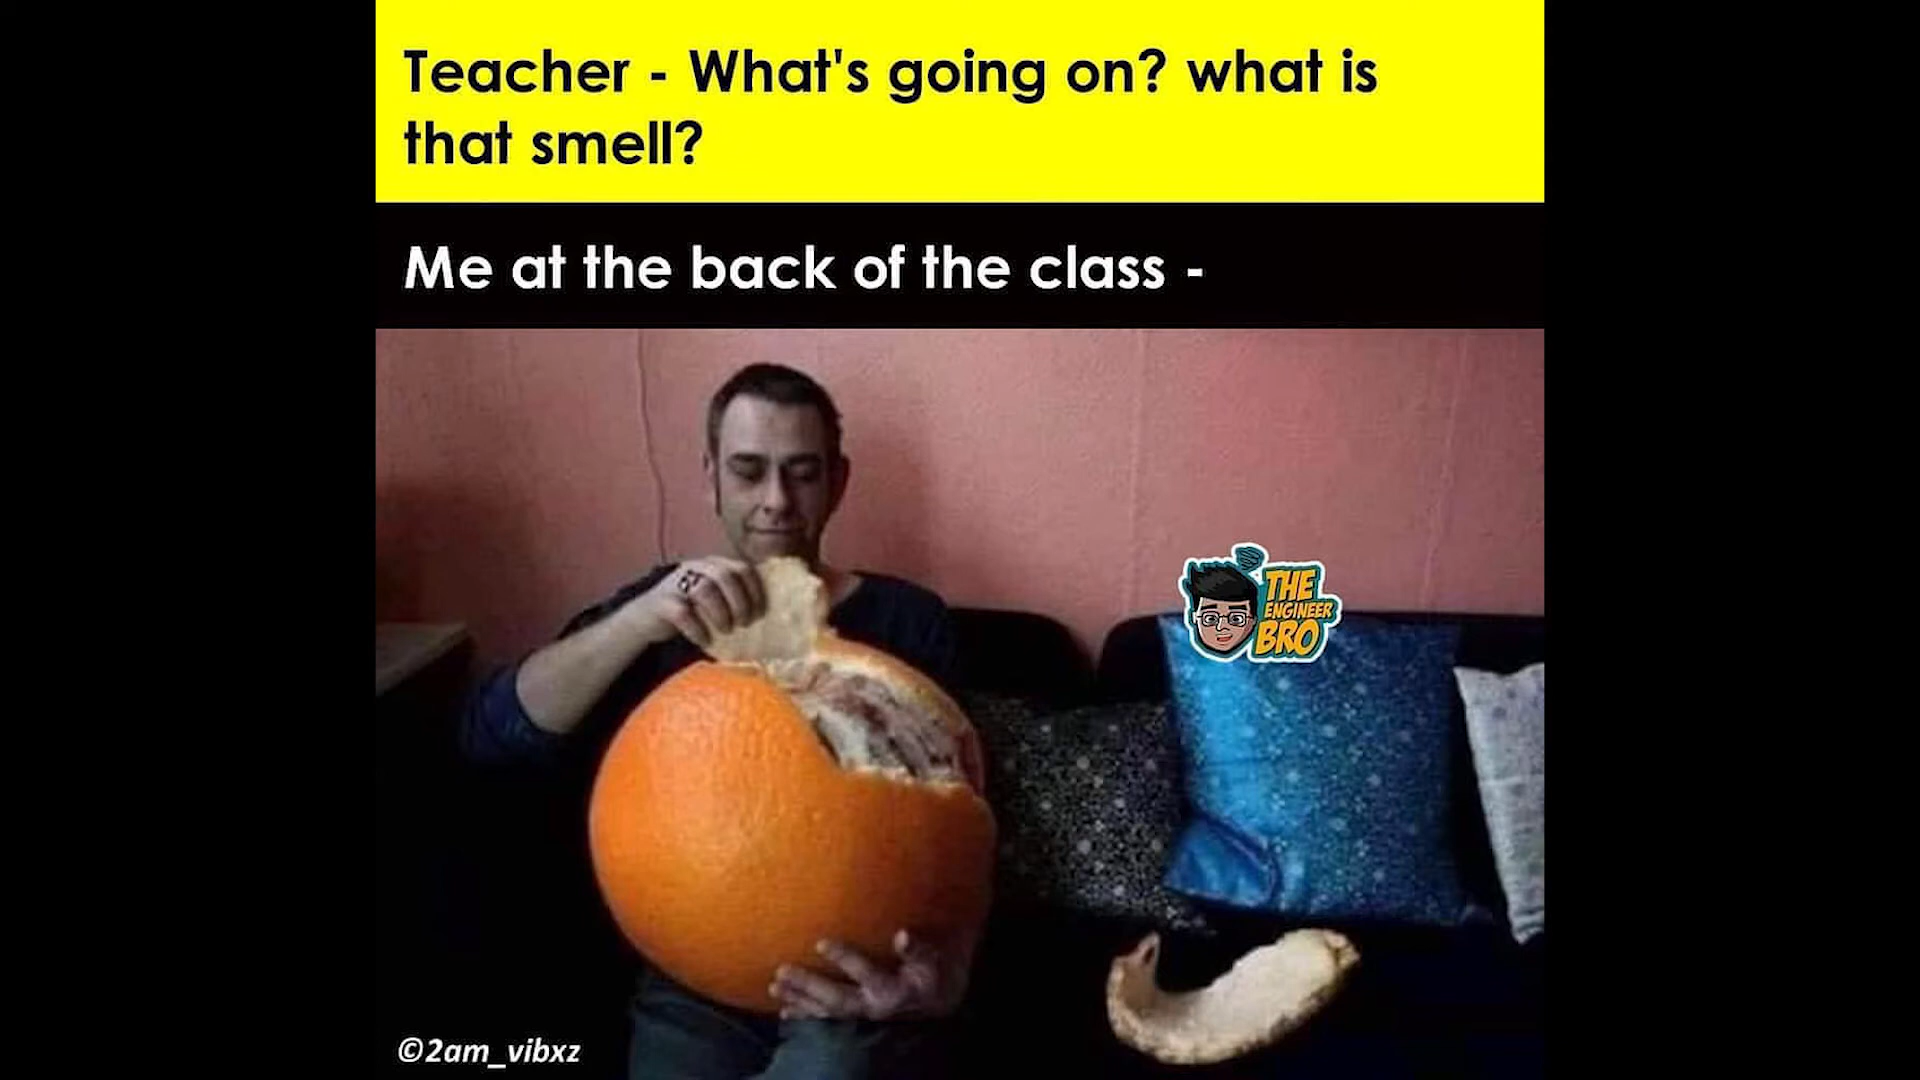 Teacher - What's going on? what is
that smell?
Me at the back of the class -
THE
ENGINEER
BRO
©2am_vibxz